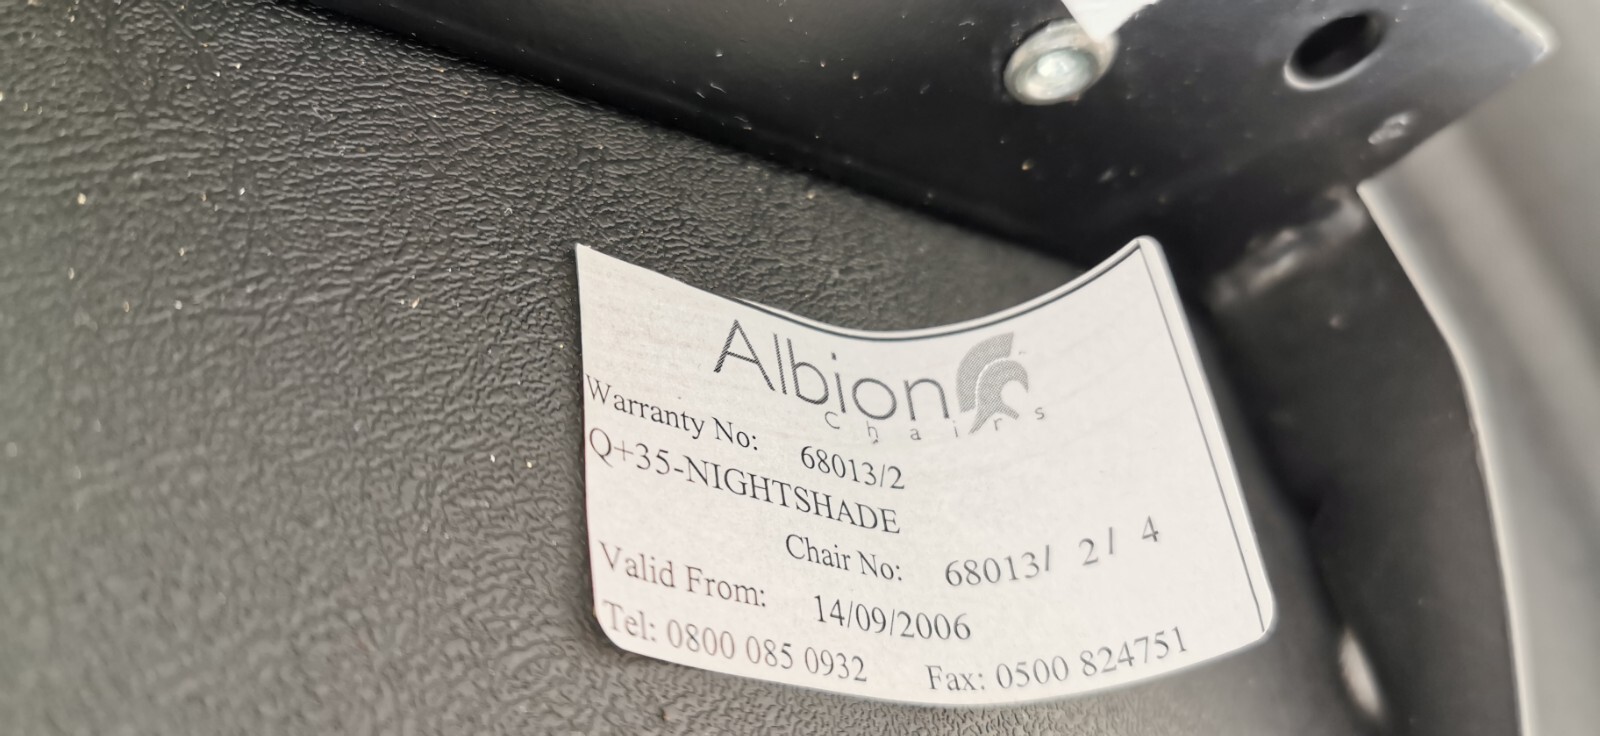 Albion
Chairs
Warranty No: 68013/2
Q+35-NIGHTSHADE
Chair No: 68013/ 2/ 4
Valid From: 14/09/2006
Tel: 0800 085 0932 Fax: 0500 824751